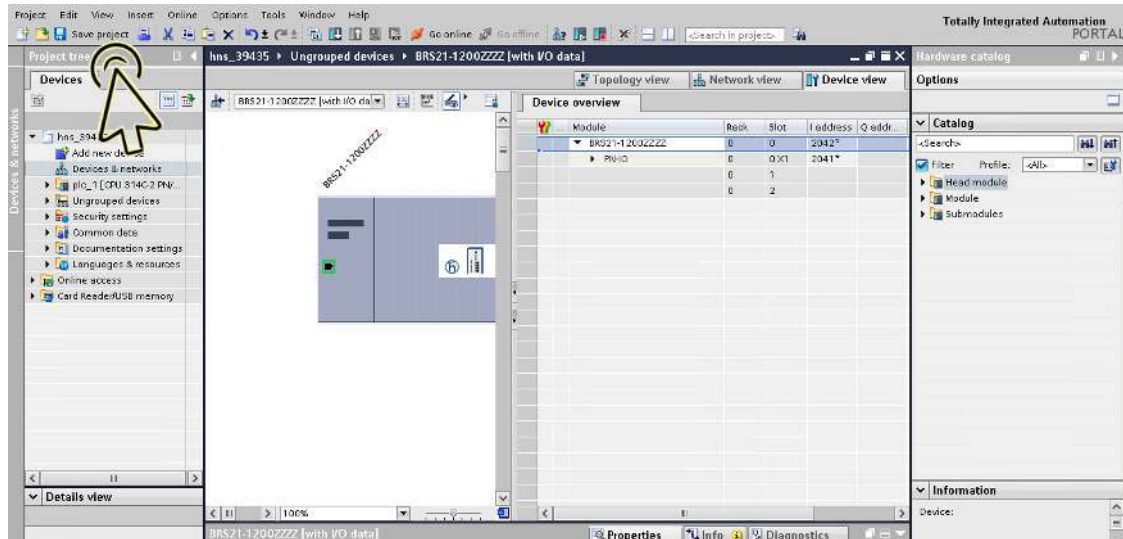 Project Edit View Insert Online Options Tools Window Help
Totally Integrated Automation
PORTAL
Save project
Go online
Go offline
<Search in project>
Project tree
hns_39435 Ungrouped devices BRS21-1200ZZZZ [with I/O data]
Hardware catalog
Devices
Topology view
Network view
Device view
Options
BRS21-1200ZZZZ [with I/O da
Device overview
Module Rack Slot I address Q addr...
BRS21-1200ZZZZ 0 0 2042*
PN-IO 0 0 X1 2041*
0 1
0 2
BRS21-1200ZZZZ
Devices & networks
Add new
Devices & networks
plc_1 [CPU 314C-2 PN/...
Ungrouped devices
Security settings
Common data
Documentation settings
Languages & resources
Online access
Card Reader/USB memory
Catalog
<Search>
Filter Profile: <All>
Head module
Module
Submodules
Details view
100%
Information
Device:
BRS21-1200ZZZZ [with I/O data]
Properties
Info
Diagnostics